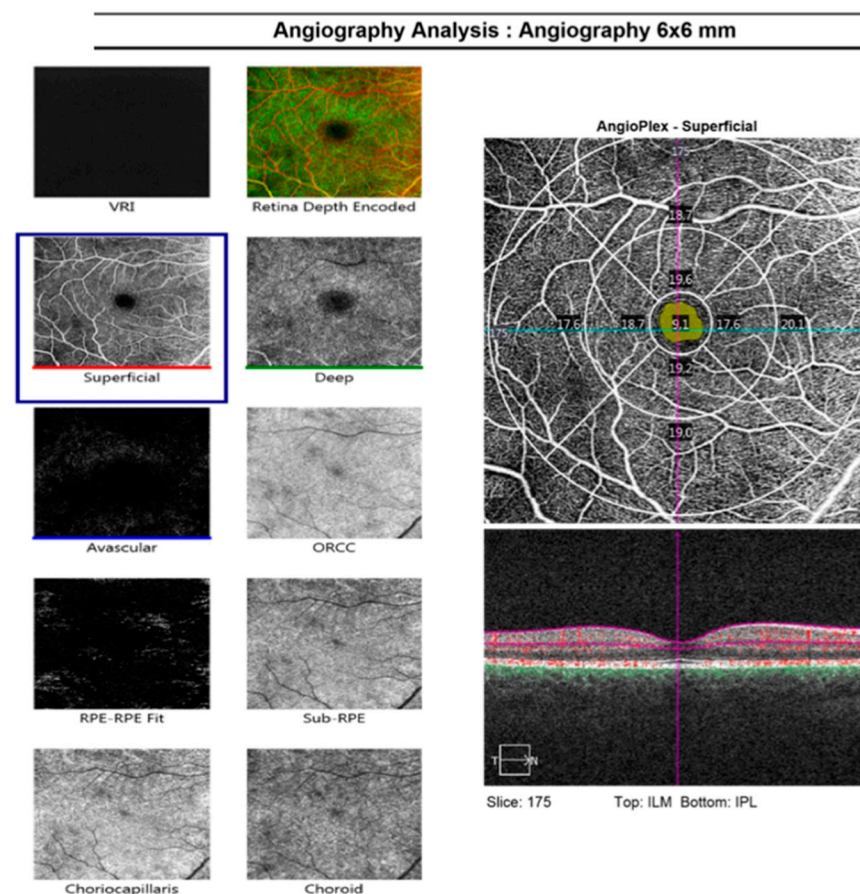 Angiography Analysis : Angiography 6x6 mm
VRI
Retina Depth Encoded
Superficial
Deep
Avascular
ORCC
RPE-RPE Fit
Sub-RPE
Choriocapillaris
Choroid
AngioPlex - Superficial
175
18.7
19.6
175 17.6 18.7 9.1 17.6 20.1
19.2
19.0
T N
Slice: 175 Top: ILM Bottom: IPL